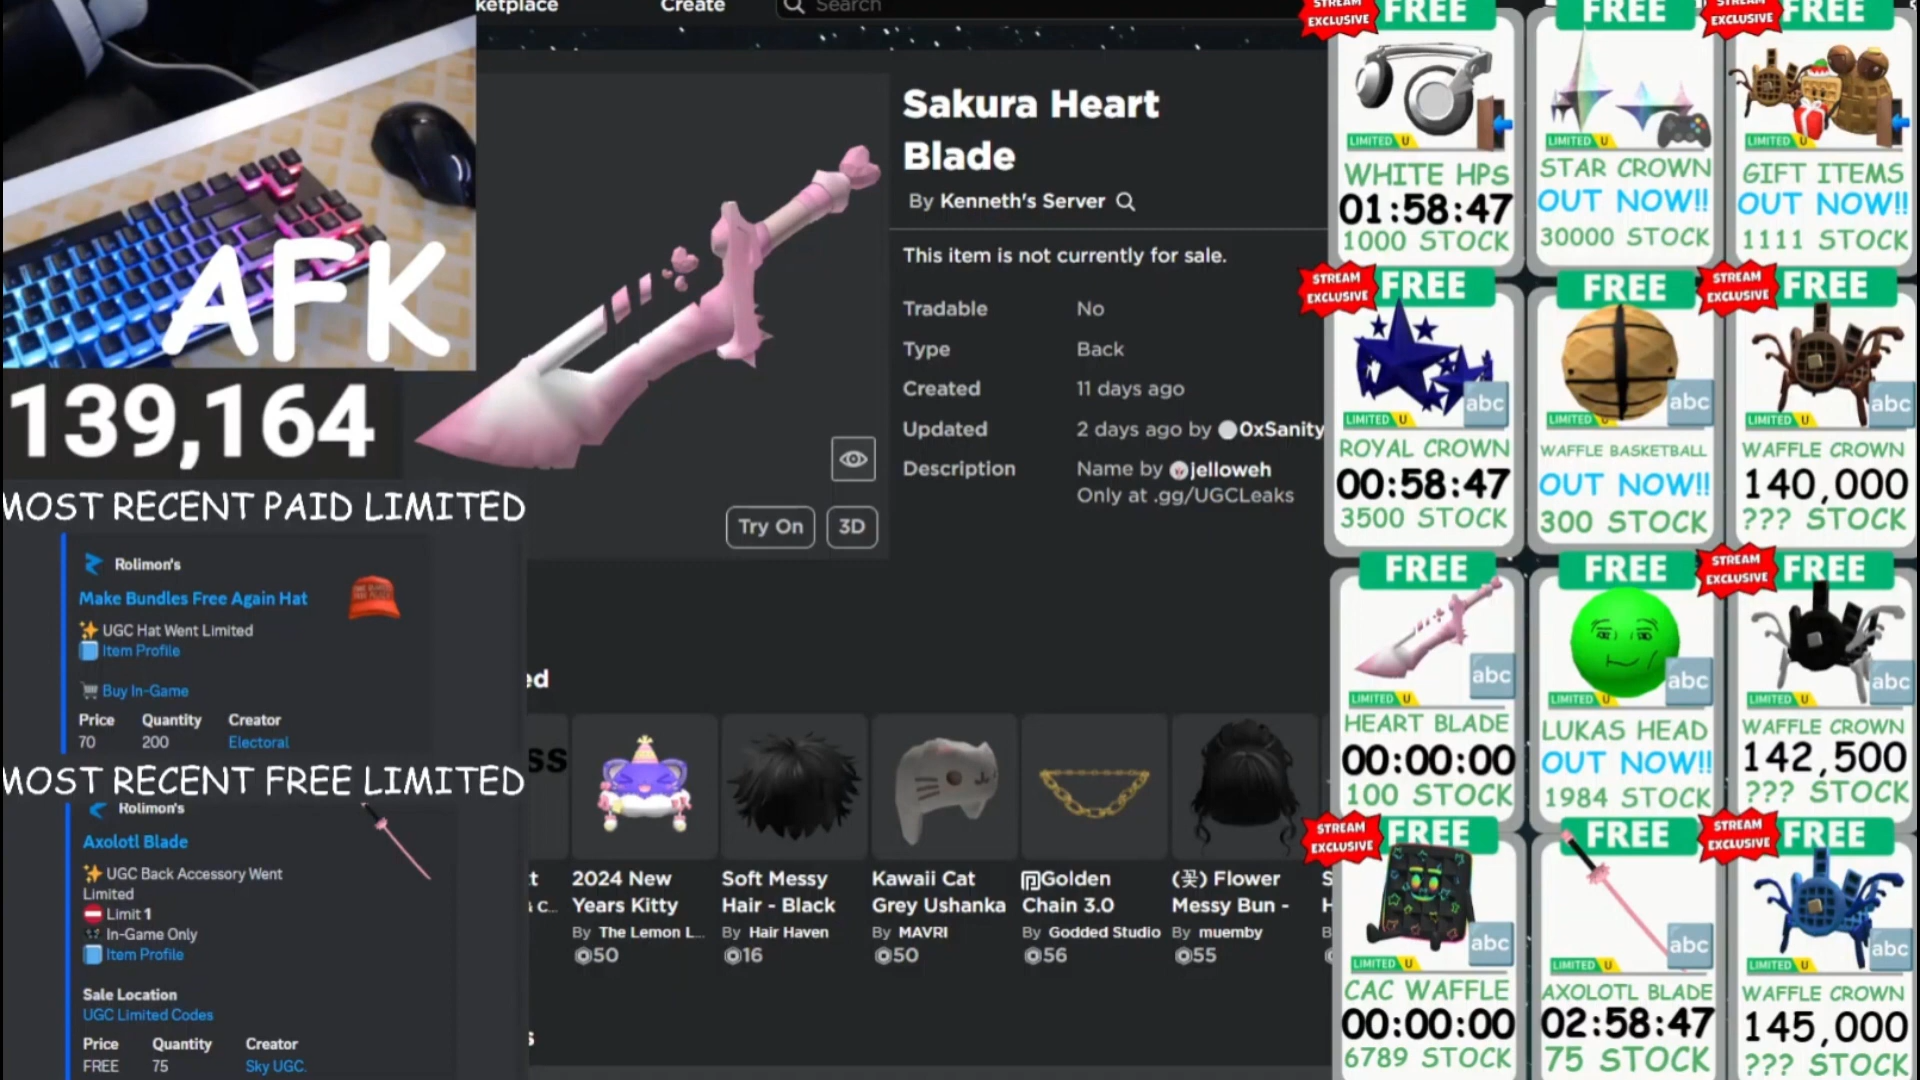 ketplace
Create
Search
AFK
139,164
MOST RECENT PAID LIMITED
Rolimon's
Make Bundles Free Again Hat
UGC Hat Went Limited
Item Profile
Buy In-Game
Price Quantity Creator
70 200 Electoral
MOST RECENT FREE LIMITED
Rolimon's
Axolotl Blade
UGC Back Accessory Went
Limited
Limit 1
In-Game Only
Item Profile
Sale Location
UGC Limited Codes
Price Quantity Creator
FREE 75 Sky UGC.
Sakura Heart
Blade
By Kenneth's Server
This item is not currently for sale.
Tradable No
Type Back
Created 11 days ago
Updated 2 days ago by OxSanity
Description Name by jelloweh
Only at .gg/UGCLeaks
Try On
3D
ed
2024 New
Years Kitty
By The Lemon L...
50
Soft Messy
Hair - Black
By Hair Haven
16
Kawaii Cat
Grey Ushanka
By MAVRI
50
Golden
Chain 3.0
By Godded Studio
56
(꽃) Flower
Messy Bun -
By muemby
55
STREAM
EXCLUSIVE
FREE
LIMITED U
WHITE HPS
01:58:47
1000 STOCK
FREE
LIMITED U
STAR CROWN
OUT NOW!!
30000 STOCK
STREAM
EXCLUSIVE
FREE
LIMITED U
GIFT ITEMS
OUT NOW!!
1111 STOCK
STREAM
EXCLUSIVE
FREE
abc
LIMITED U
ROYAL CROWN
00:58:47
3500 STOCK
FREE
abc
LIMITED U
WAFFLE BASKETBALL
OUT NOW!!
300 STOCK
STREAM
EXCLUSIVE
FREE
abc
LIMITED U
WAFFLE CROWN
140,000
??? STOCK
FREE
abc
LIMITED U
HEART BLADE
00:00:00
100 STOCK
FREE
abc
LIMITED U
LUKAS HEAD
OUT NOW!!
1984 STOCK
STREAM
EXCLUSIVE
FREE
abc
LIMITED U
WAFFLE CROWN
142,500
??? STOCK
STREAM
EXCLUSIVE
FREE
abc
LIMITED U
CAC WAFFLE
00:00:00
6789 STOCK
FREE
abc
LIMITED U
AXOLOTL BLADE
02:58:47
75 STOCK
STREAM
EXCLUSIVE
FREE
abc
LIMITED U
WAFFLE CROWN
145,000
??? STOCK